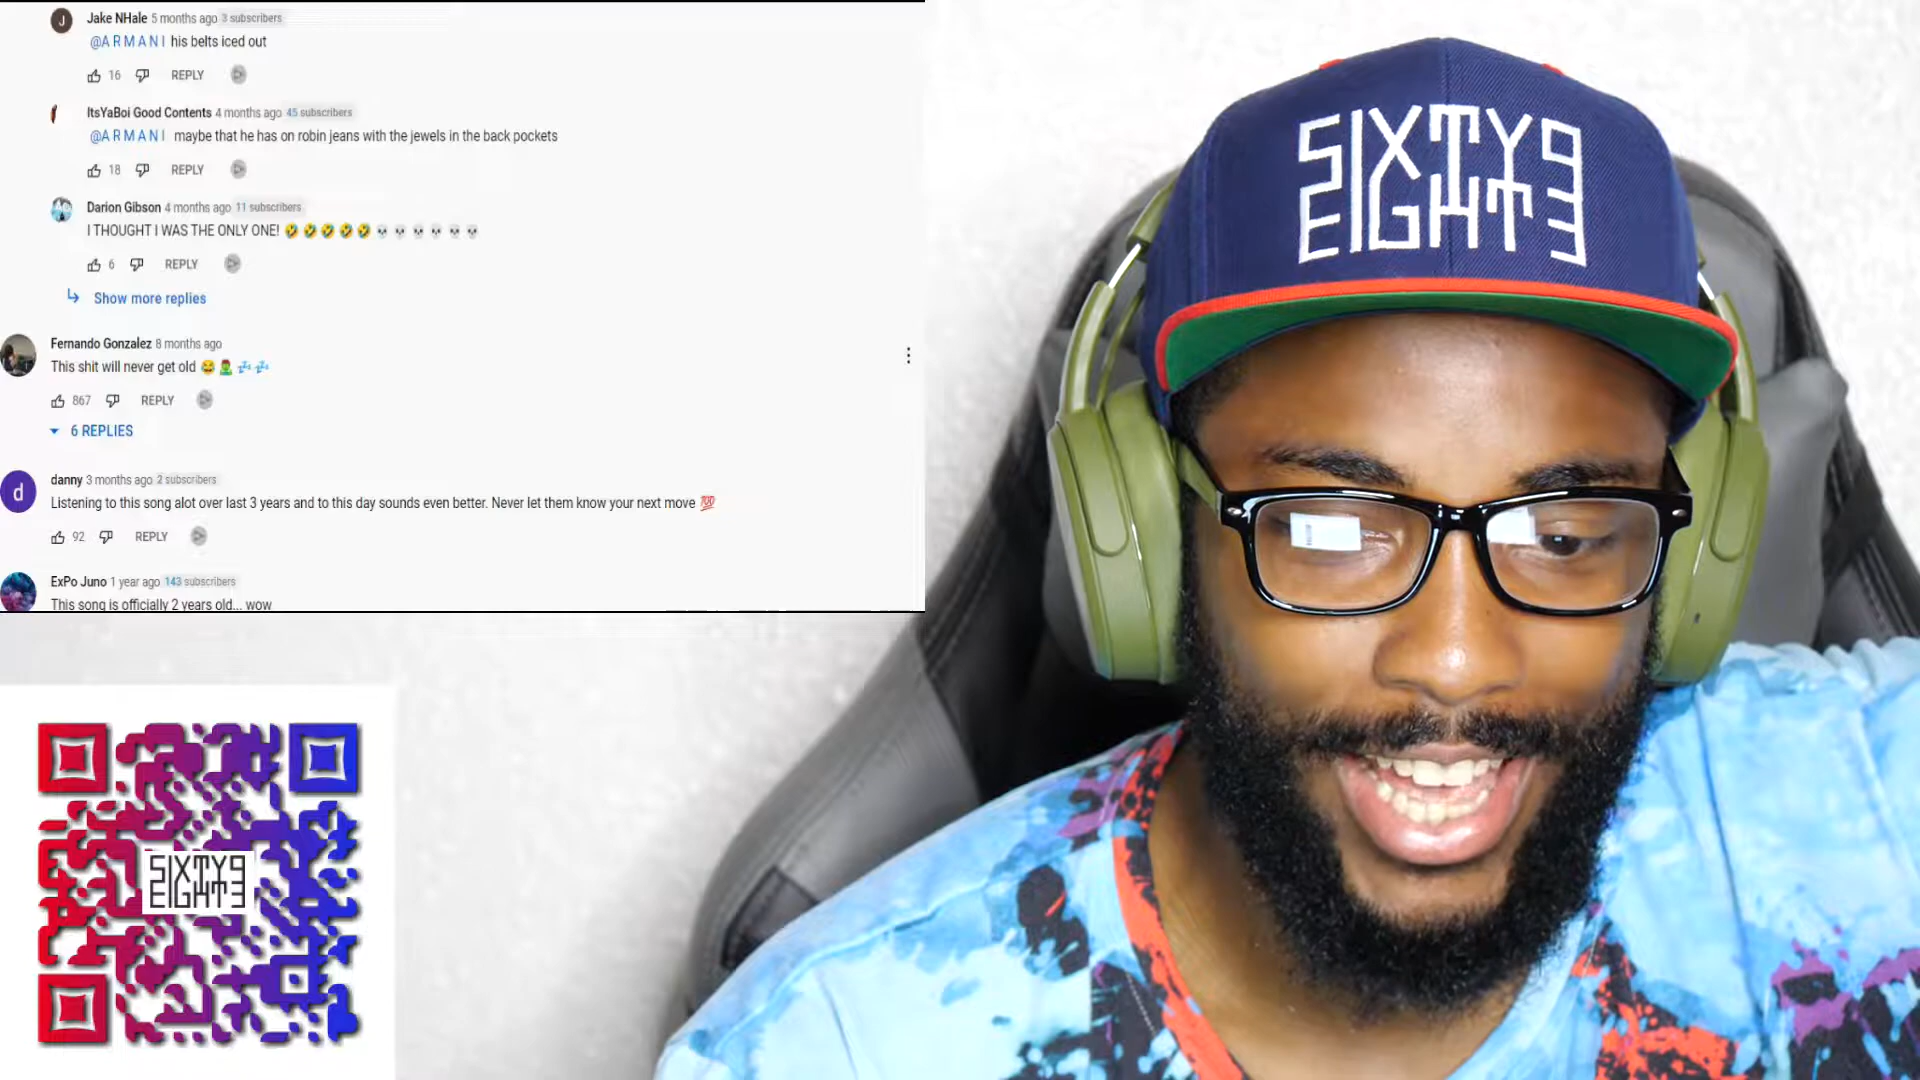 Jake NHale 5 months ago 3 subscribers
@A R M A N I his belts iced out
16 REPLY
ItsYaBoi Good Contents 4 months ago 45 subscribers
@A R M A N I maybe that he has on robin jeans with the jewels in the back pockets
18 REPLY
Darion Gibson 4 months ago 11 subscribers
I THOUGHT I WAS THE ONLY ONE! 🤣🤣🤣🤣🤣💀💀💀💀💀💀
6 REPLY
Show more replies
Fernando Gonzalez 8 months ago
This shit will never get old 😂🤦‍♂️💤💤
867 REPLY
6 REPLIES
d
danny 3 months ago 2 subscribers
Listening to this song alot over last 3 years and to this day sounds even better. Never let them know your next move 💯
92 REPLY
ExPo Juno 1 year ago 143 subscribers
This song is officially 2 years old... wow
SIXTY9
EIGHT3
SIXTY9
EIGHT3